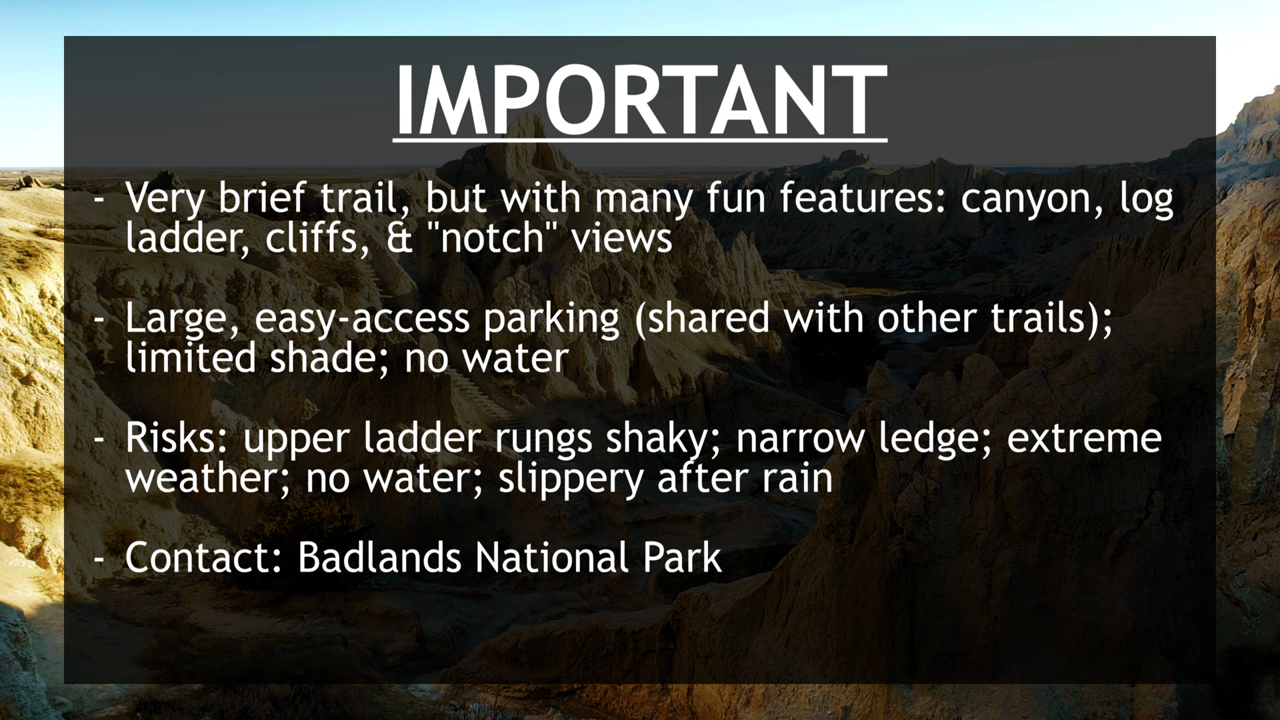 IMPORTANT
- Very brief trail, but with many fun features: canyon, log
ladder, cliffs, & "notch" views
- Large, easy-access parking (shared with other trails);
limited shade; no water
- Risks: upper ladder rungs shaky; narrow ledge; extreme
weather; no water; slippery after rain
- Contact: Badlands National Park